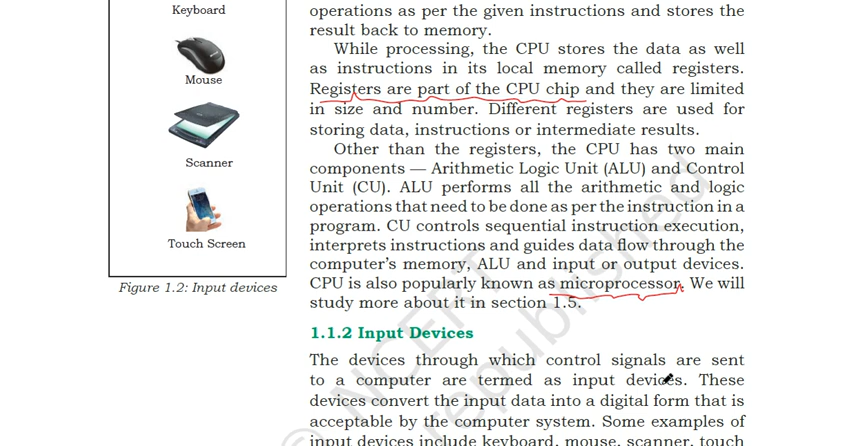 Keyboard
Mouse
Scanner
Touch Screen
Figure 1.2: Input devices
operations as per the given instructions and stores the
result back to memory.
While processing, the CPU stores the data as well
as instructions in its local memory called registers.
Registers are part of the CPU chip and they are limited
in size and number. Different registers are used for
storing data, instructions or intermediate results.
Other than the registers, the CPU has two main
components — Arithmetic Logic Unit (ALU) and Control
Unit (CU). ALU performs all the arithmetic and logic
operations that need to be done as per the instruction in a
program. CU controls sequential instruction execution,
interprets instructions and guides data flow through the
computer's memory, ALU and input or output devices.
CPU is also popularly known as microprocessor. We will
study more about it in section 1.5.
1.1.2 Input Devices
The devices through which control signals are sent
to a computer are termed as input devices. These
devices convert the input data into a digital form that is
acceptable by the computer system. Some examples of
input devices include keyboard, mouse, scanner, touch
© NCERT
republished